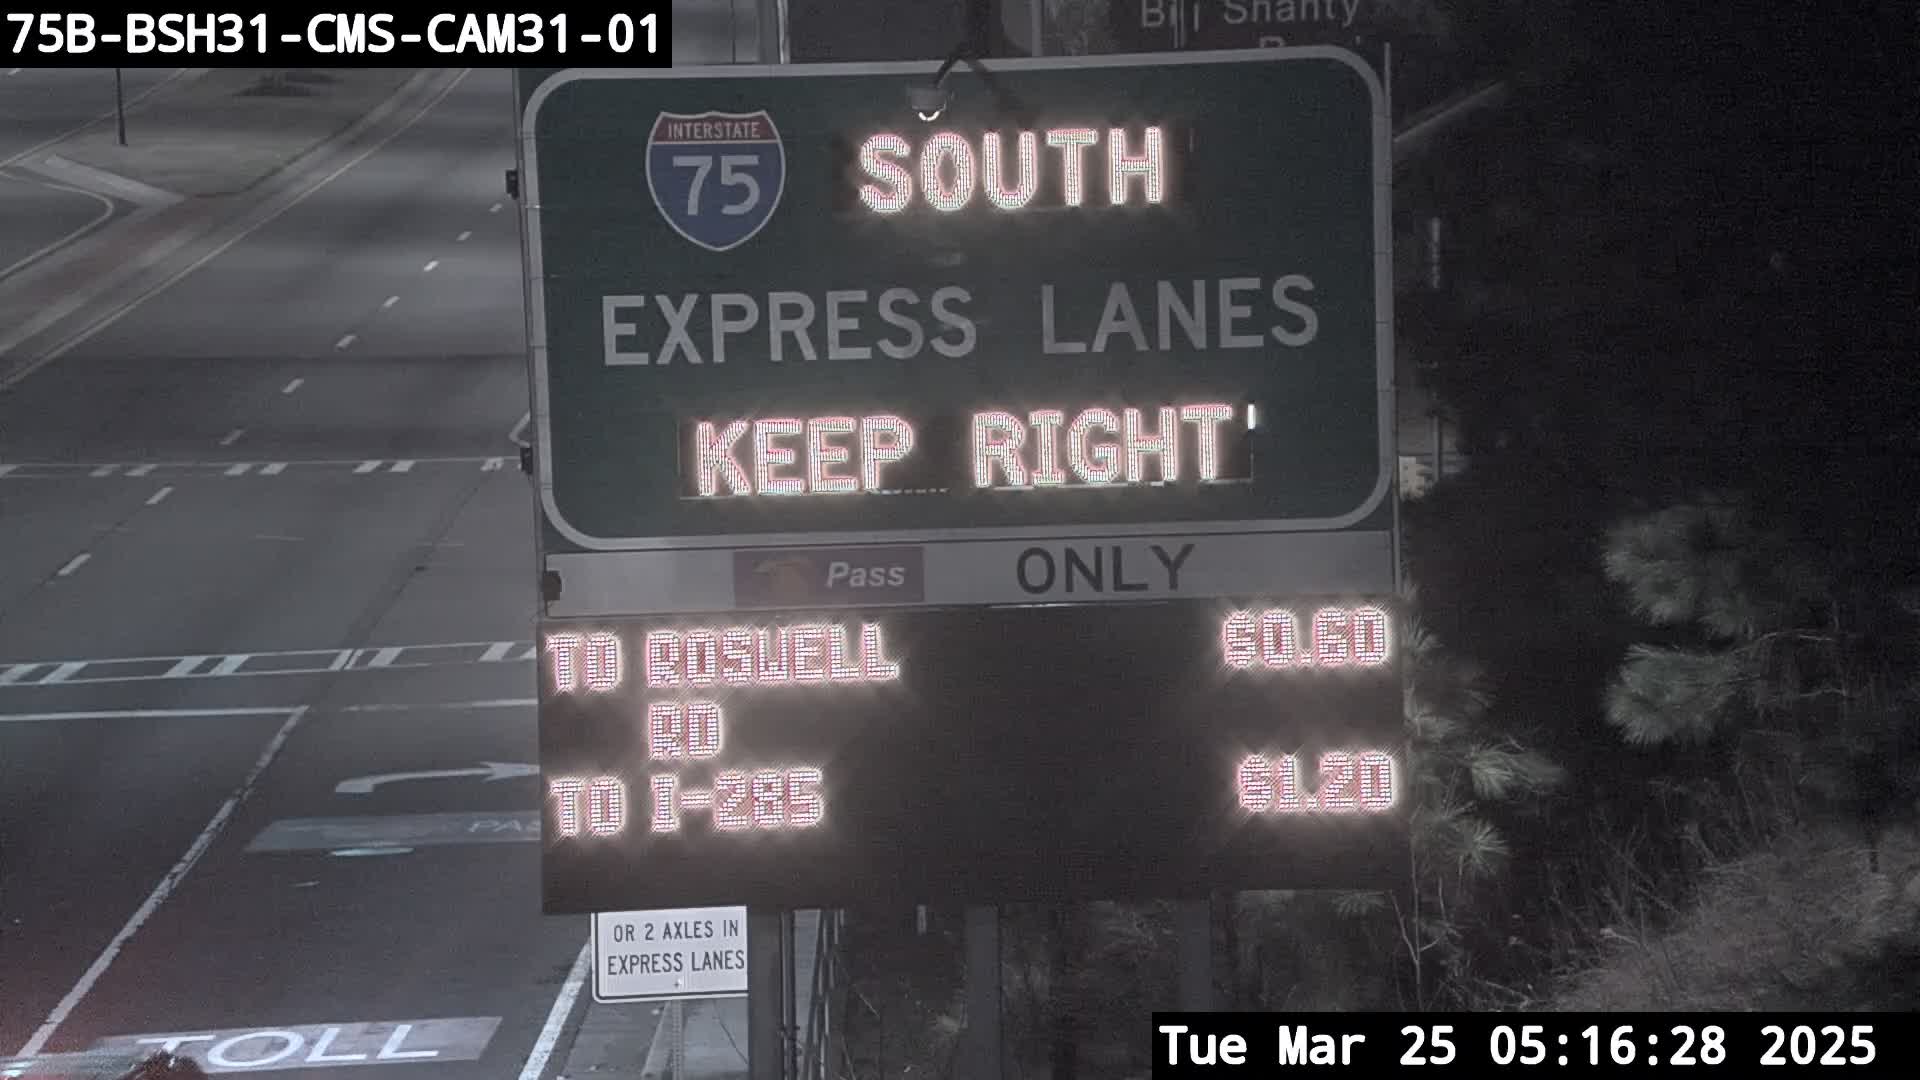 75B-BSH31-CMS-CAM31-01
Shanty
INTERSTATE
75
SOUTH
EXPRESS LANES
KEEP RIGHT
Pass ONLY
TO ROSWELL $0.60
RD
TO I-285 $1.20
OR 2 AXLES IN
EXPRESS LANES
TOLL
Tue Mar 25 05:16:28 2025